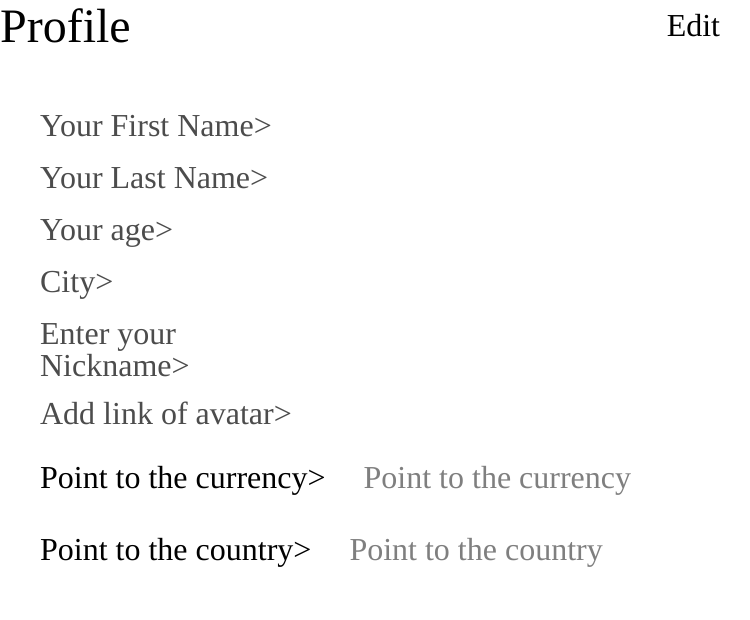 Profile
Edit
Your First Name>
Your Last Name>
Your age>
City>
Enter your
Nickname>
Add link of avatar>
Point to the currency> Point to the currency
Point to the country> Point to the country